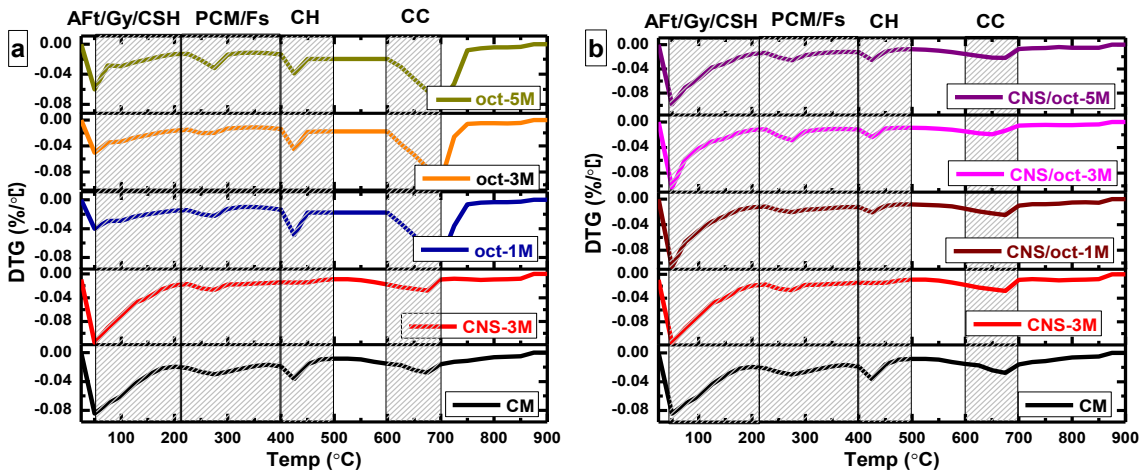 AFt/Gy/CSH PCM/Fs CH CC
a
0.00
-0.04
-0.08
oct-5M
0.00
-0.04
-0.08
oct-3M
DTG (%/°C)
0.00
-0.04
-0.08
oct-1M
0.00
-0.04
-0.08
CNS-3M
0.00
-0.04
-0.08
CM
100 200 300 400 500 600 700 800 900
Temp (°C)
AFt/Gy/CSH PCM/Fs CH CC
b
0.00
-0.04
-0.08
CNS/oct-5M
0.00
-0.04
-0.08
CNS/oct-3M
DTG (%/°C)
0.00
-0.04
-0.08
CNS/oct-1M
0.00
-0.04
-0.08
CNS-3M
0.00
-0.04
-0.08
CM
100 200 300 400 500 600 700 800 900
Temp (°C)